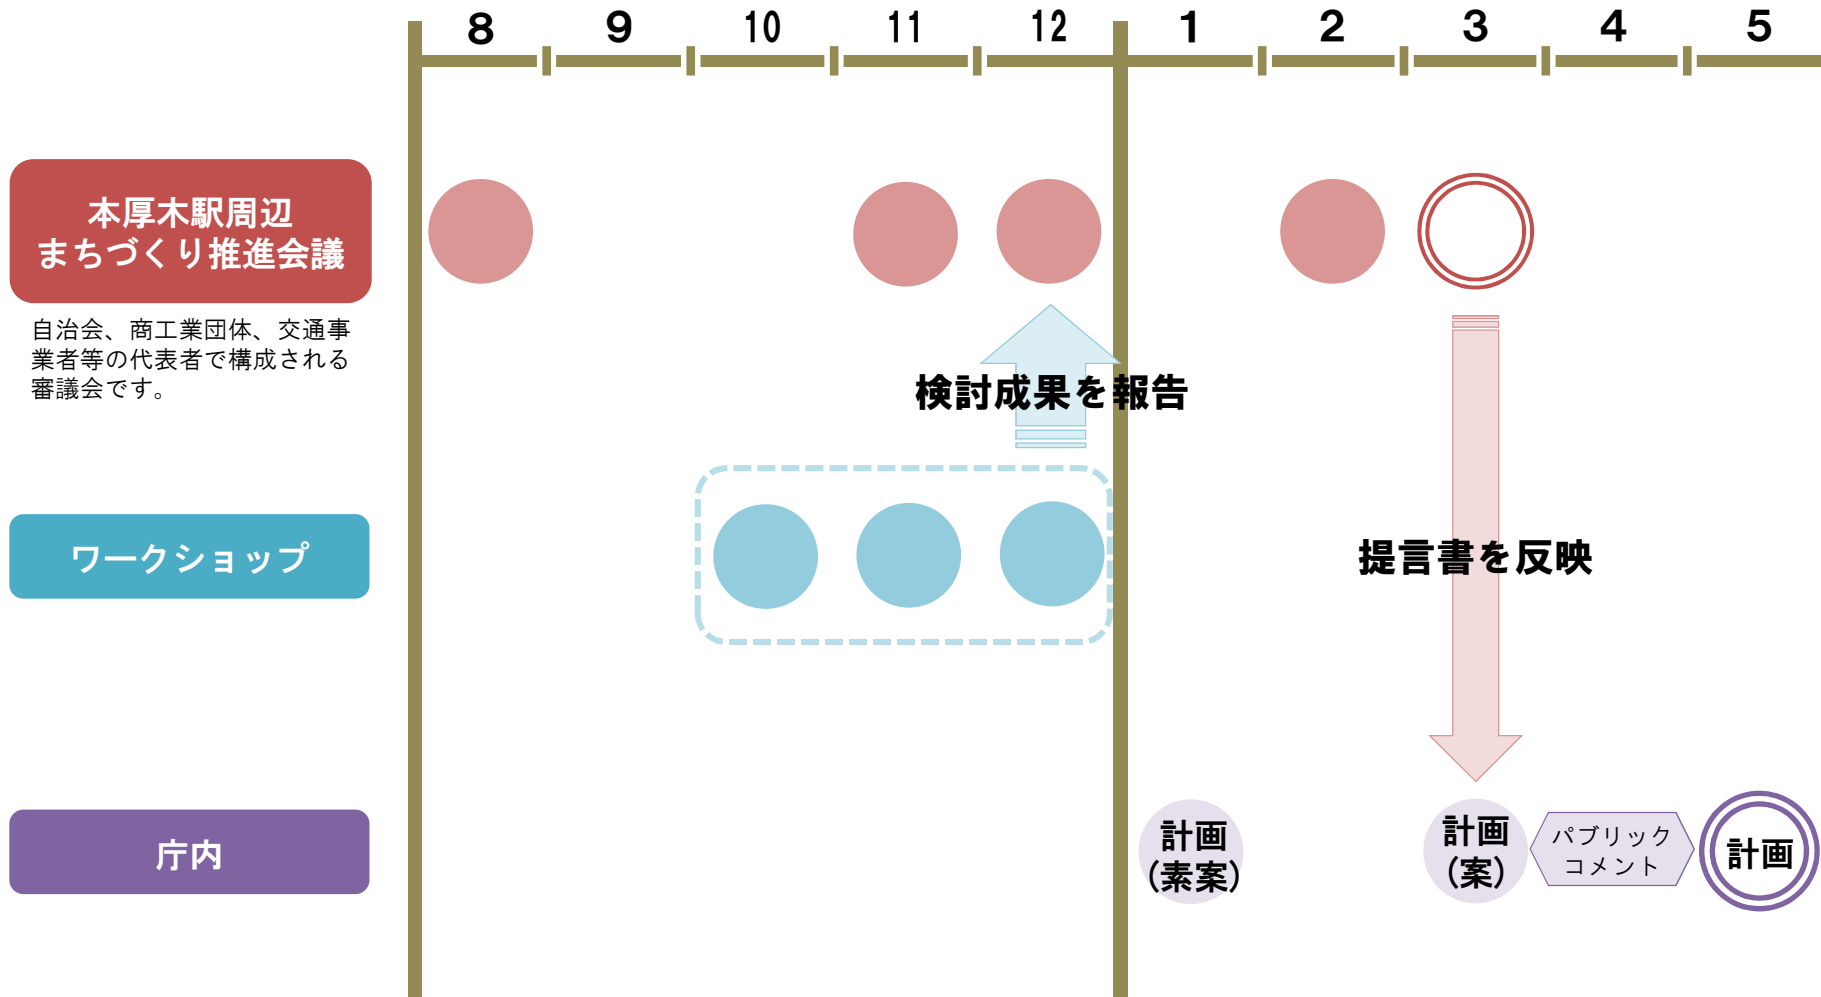 8 9 10 11 12 1 2 3 4 5
本厚木駅周辺
まちづくり推進会議
自治会、商工業団体、交通事
業者等の代表者で構成される
審議会です。
検討成果を報告
ワークショップ
提言書を反映
庁内
計画
(素案)
計画
(案)
パブリック
コメント
計画